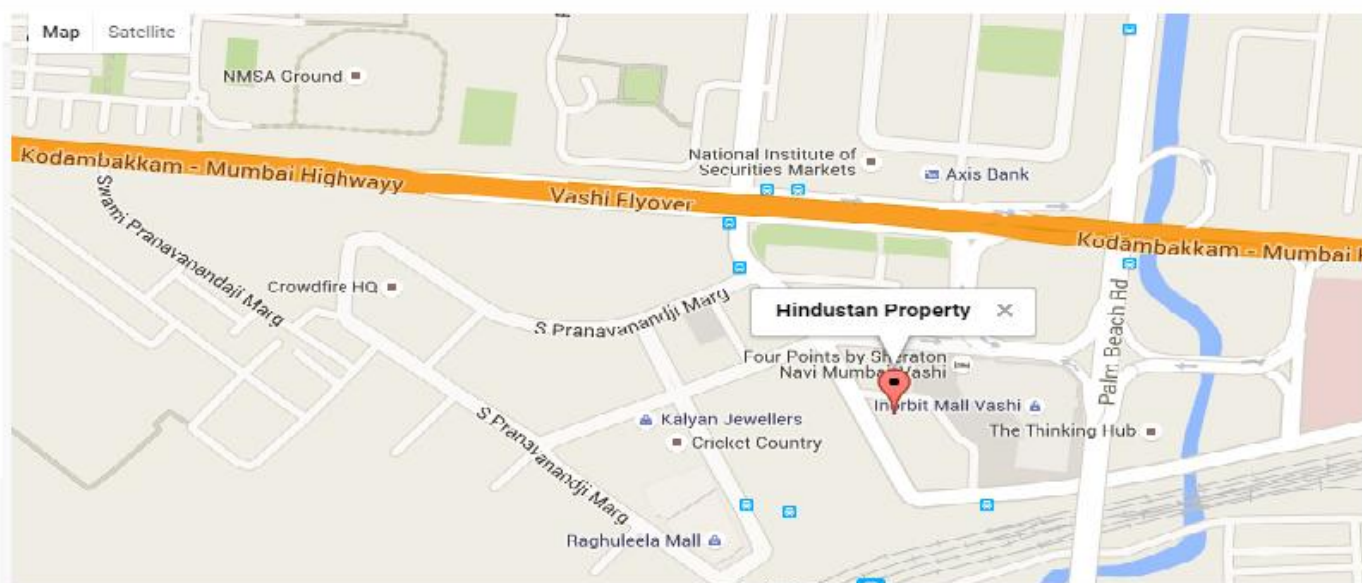 Map Satellite
NMSA Ground
Kodambakkam - Mumbai Highwayy
Vashi Flyover
National Institute of
Securities Markets
Axis Bank
Kodambakkam - Mumbai H
Swami Pranavanandaji Marg
Crowdfire HQ
S Pranavanandji Marg
Hindustan Property ×
Palm Beach Rd
Four Points by Sheraton
Navi Mumbai Vashi
Inorbit Mall Vashi
Kalyan Jewellers
The Thinking Hub
Cricket Country
S Pranavanandji Marg
Raghuleela Mall